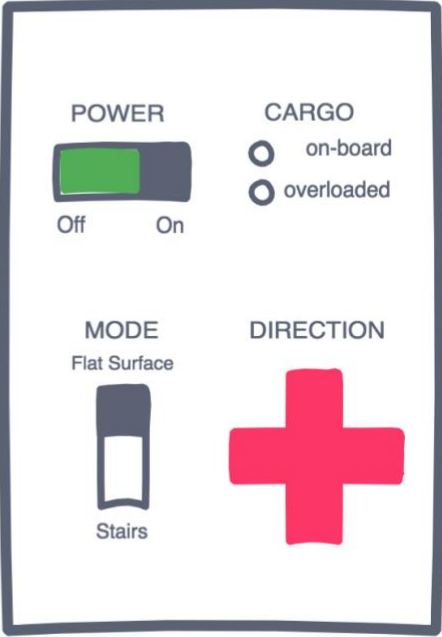 POWER
Off On
CARGO
on-board
overloaded
MODE
Flat Surface
Stairs
DIRECTION